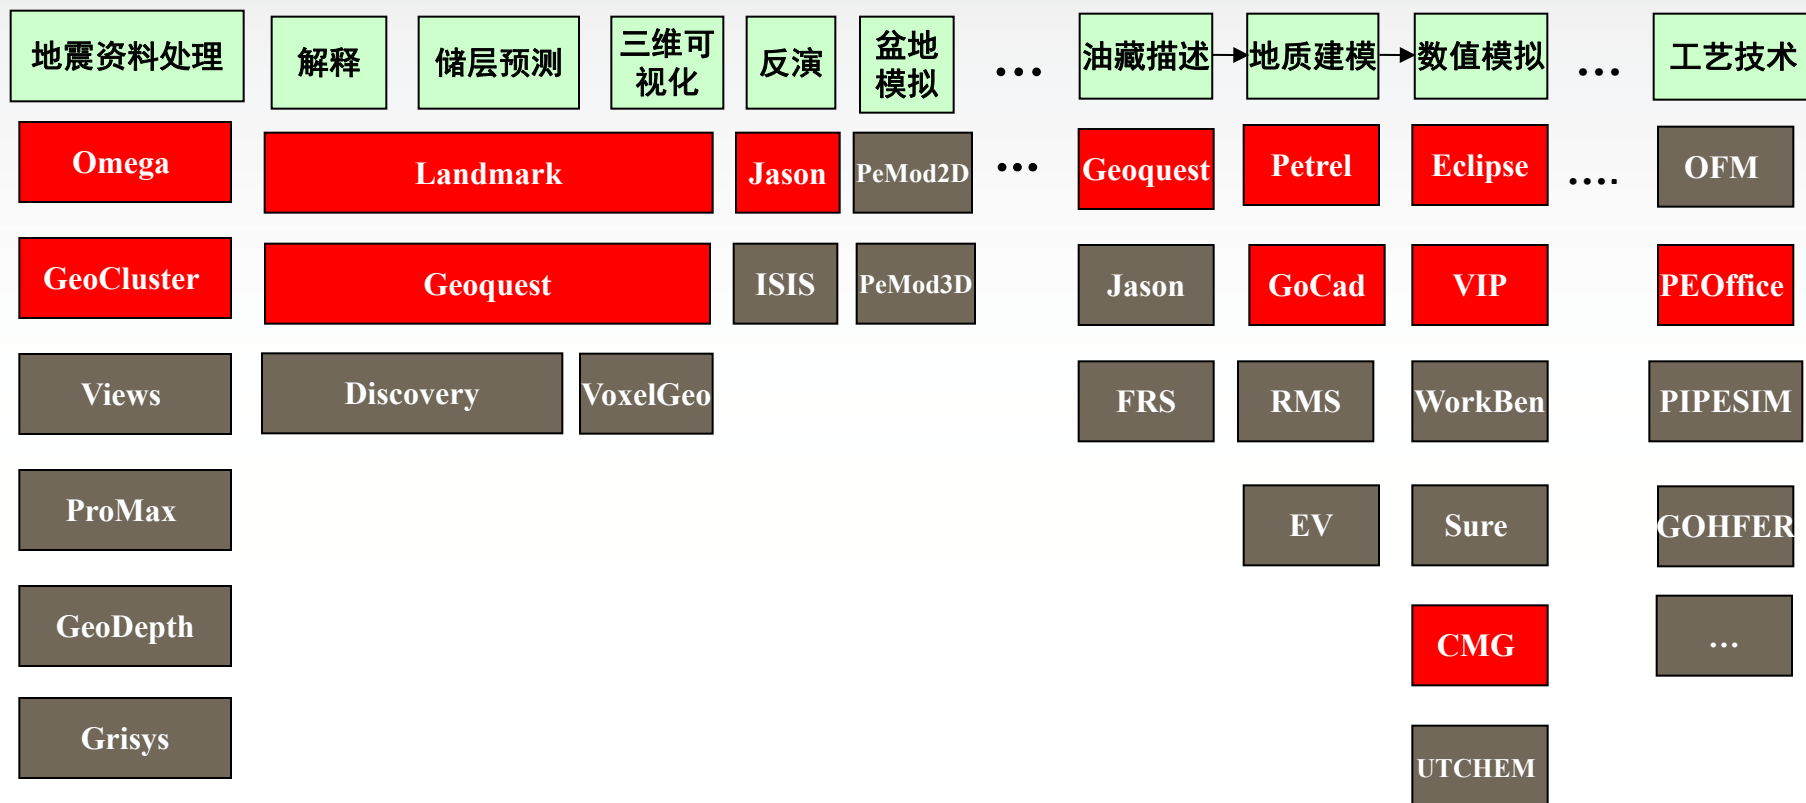 地震资料处理
解释
储层预测
三维可
视化
反演
盆地
模拟
…
油藏描述
地质建模
数值模拟
…
工艺技术
Omega
Landmark
Jason
PeMod2D
…
Geoquest
Petrel
Eclipse
….
OFM
GeoCluster
Geoquest
ISIS
PeMod3D
Jason
GoCad
VIP
PEOffice
Views
Discovery
VoxelGeo
FRS
RMS
WorkBen
PIPESIM
ProMax
EV
Sure
GOHFER
GeoDepth
CMG
…
Grisys
UTCHEM